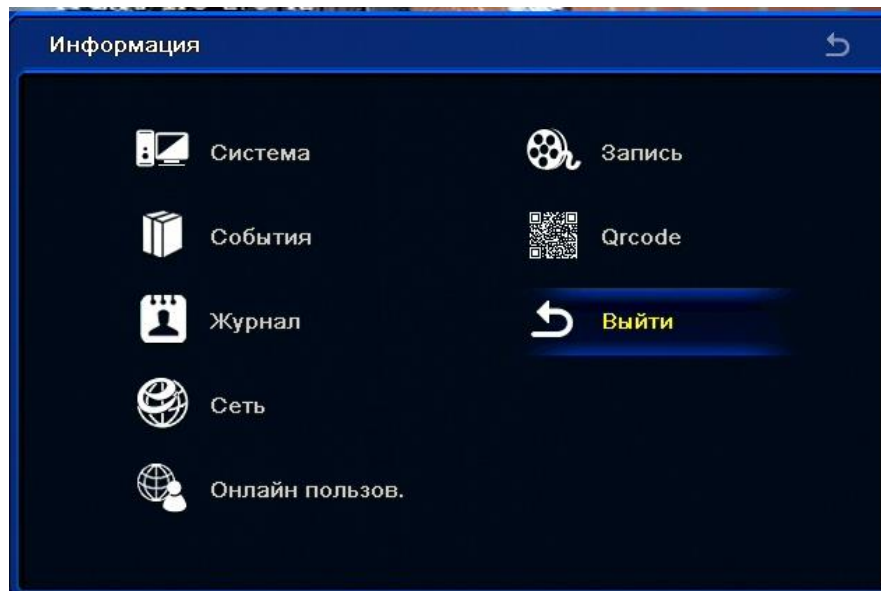 Информация
Система
События
Журнал
Сеть
Онлайн пользов.
Запись
Qrcode
Выйти